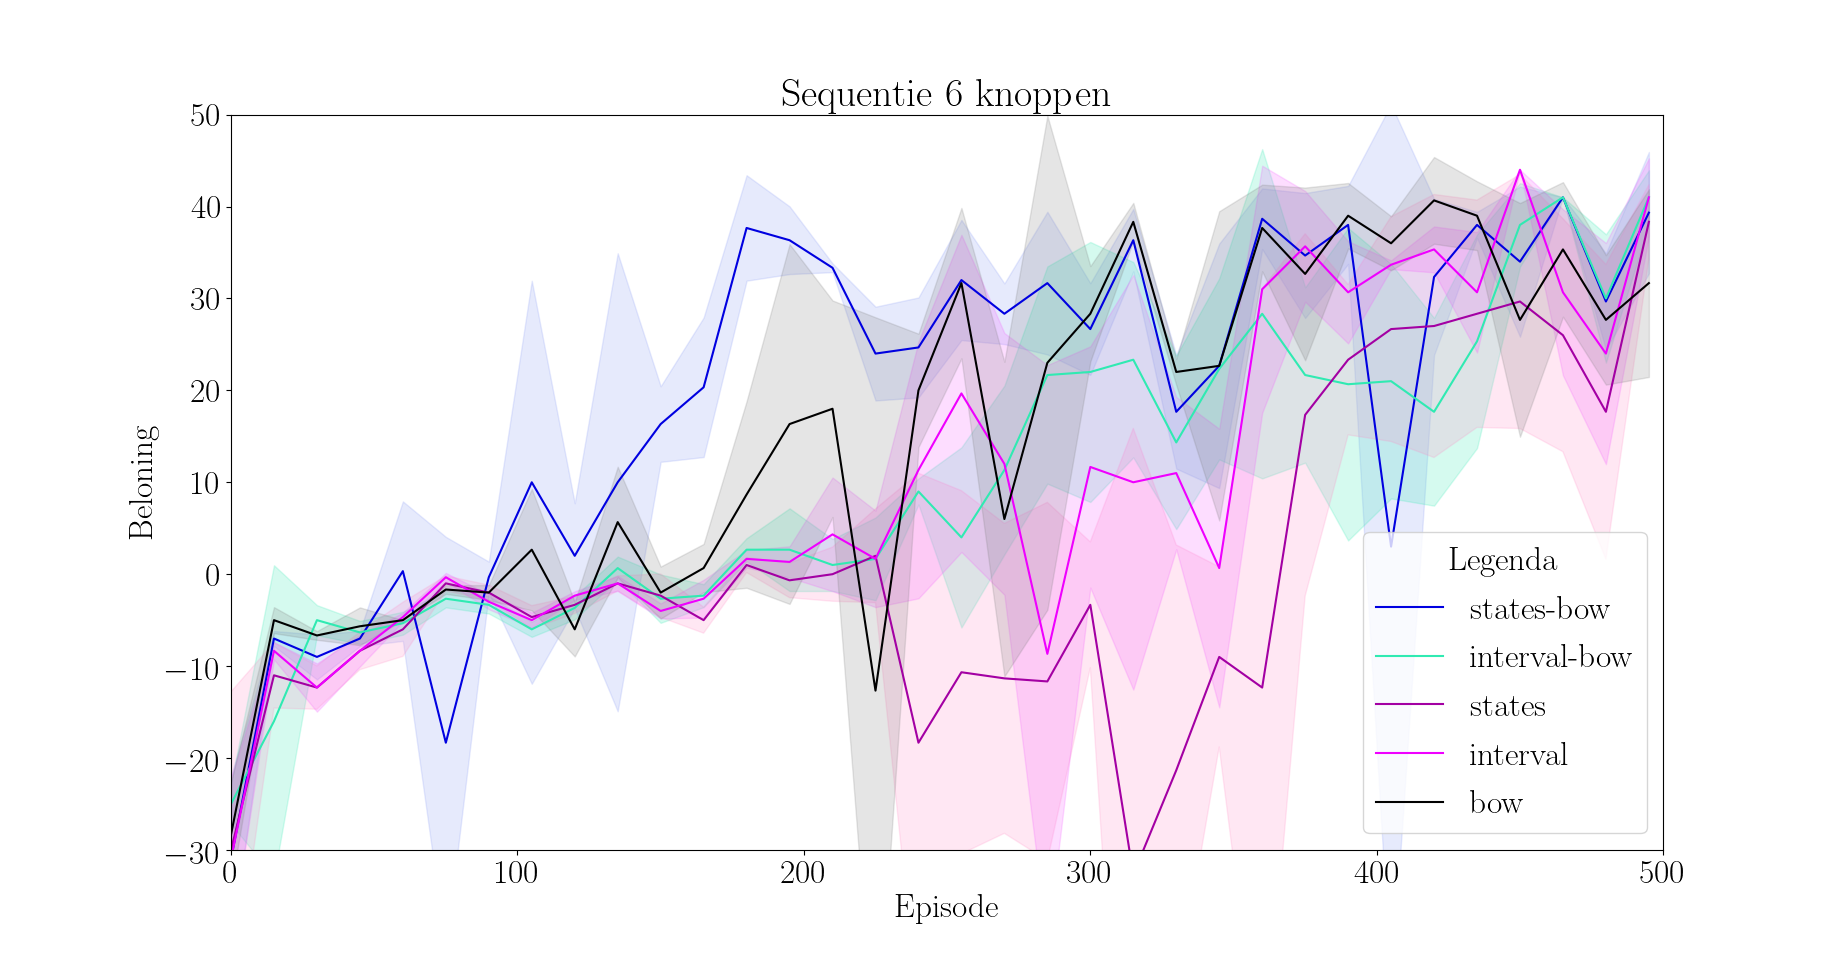 Sequentie 6 knoppen
50
40
30
20
10
0
−10
−20
−30
Beloning
0 100 200 300 400 500
Episode
Legenda
states-bow
interval-bow
states
interval
bow